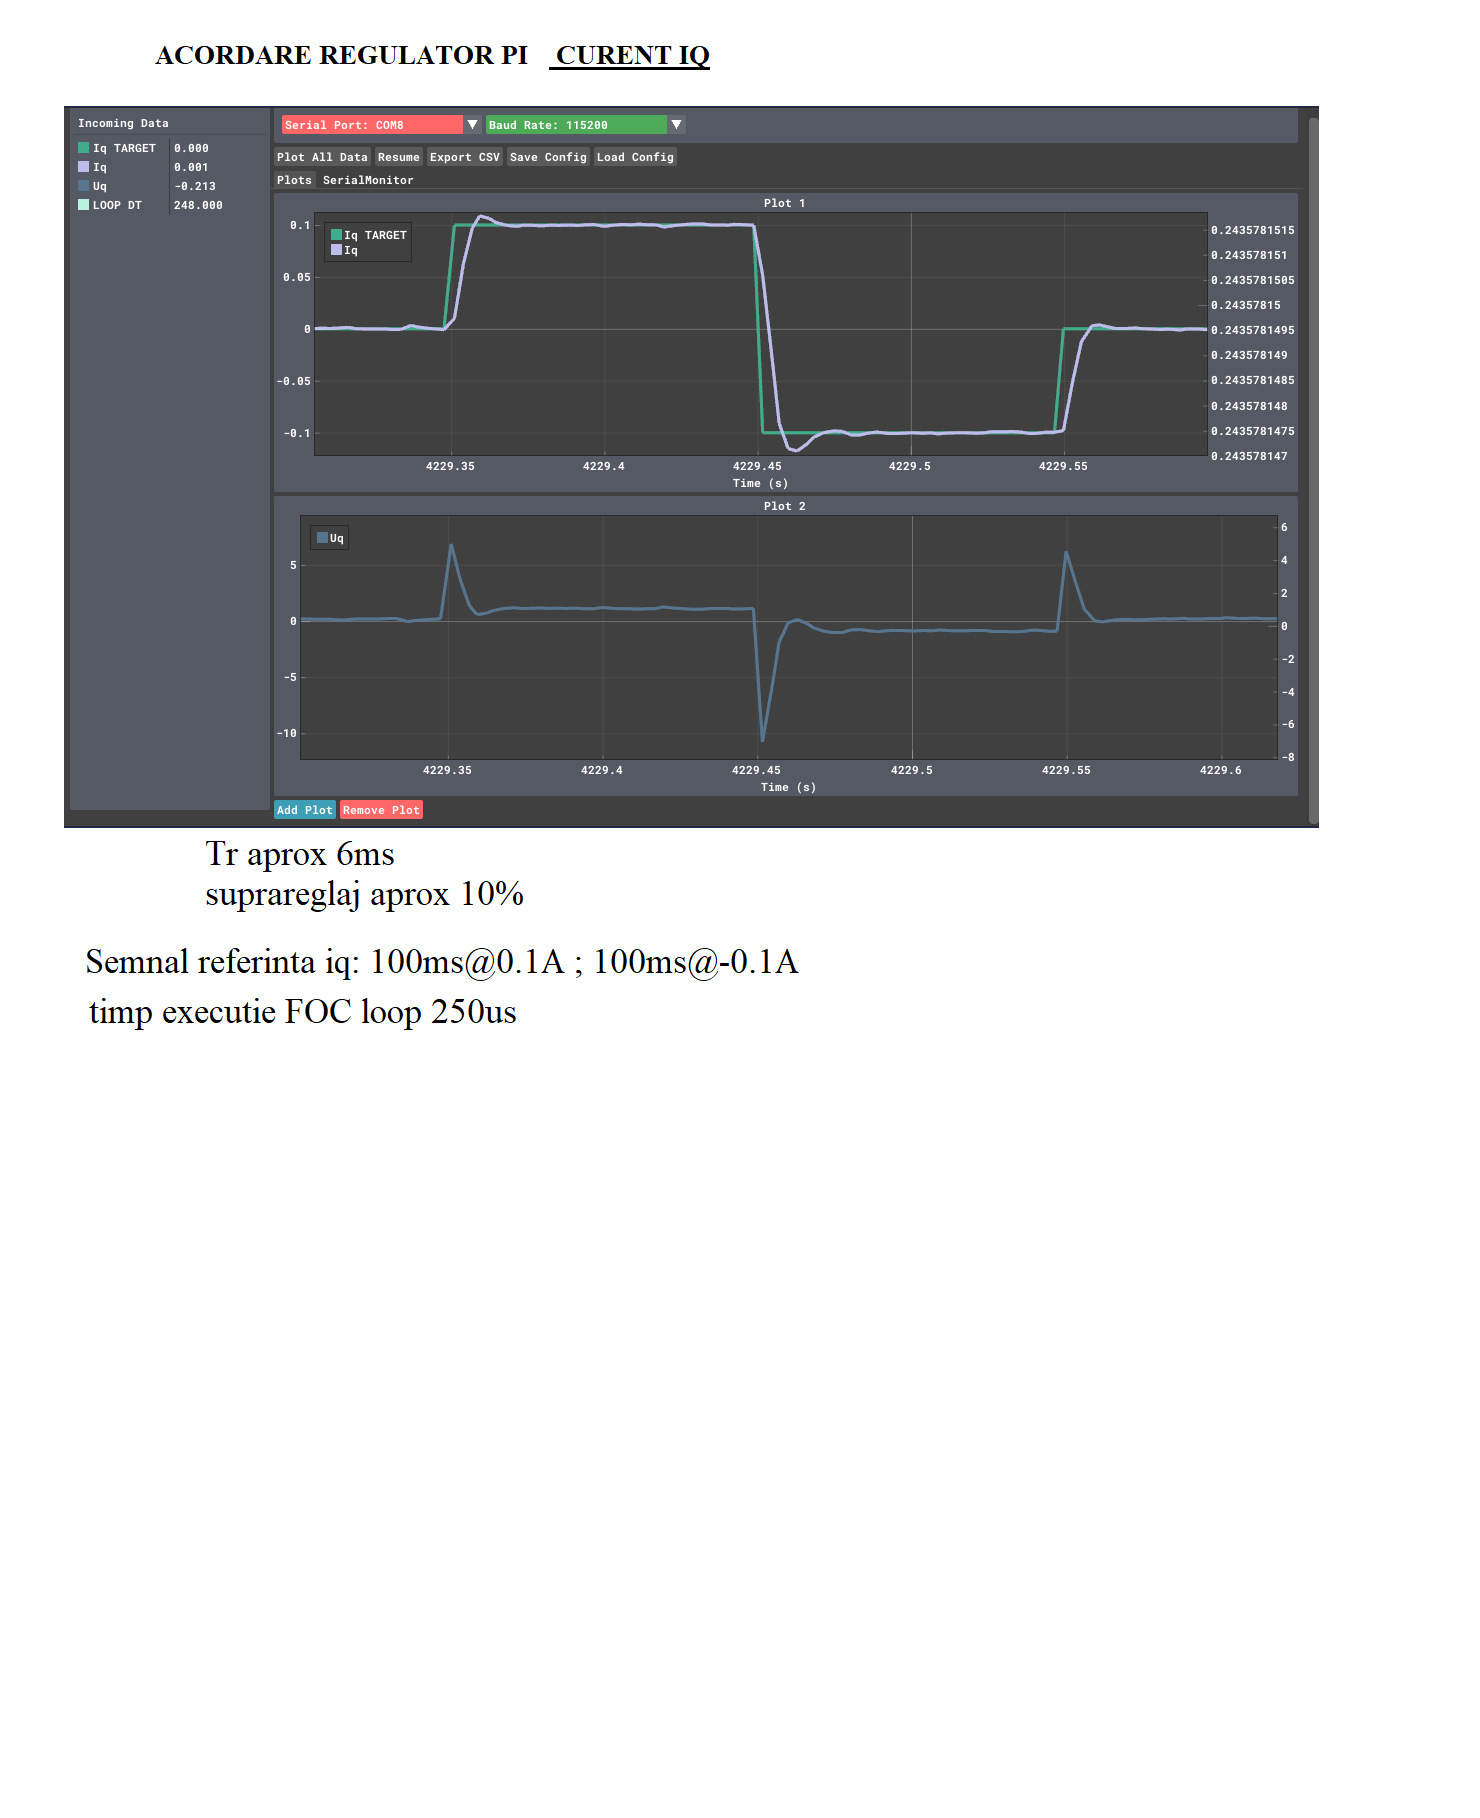 ACORDARE REGULATOR PI CURENT IQ
Incoming Data
Iq TARGET 0.000
Iq 0.001
Uq -0.213
LOOP DT 248.000
Serial Port: COM8 Baud Rate: 115200
Plot All Data Resume Export CSV Save Config Load Config
Plots SerialMonitor
Plot 1
Iq TARGET
Iq
0.1
0.05
0
-0.05
-0.1
0.2435781515
0.243578151
0.2435781505
0.24357815
0.2435781495
0.243578149
0.2435781485
0.243578148
0.2435781475
0.243578147
4229.35 4229.4 4229.45 4229.5 4229.55
Time (s)
Plot 2
Uq
5
0
-5
-10
6
4
2
0
-2
-4
-6
-8
4229.35 4229.4 4229.45 4229.5 4229.55 4229.6
Time (s)
Add Plot Remove Plot
Tr aprox 6ms
suprareglaj aprox 10%
Semnal referinta iq: 100ms@0.1A ; 100ms@-0.1A
timp executie FOC loop 250us